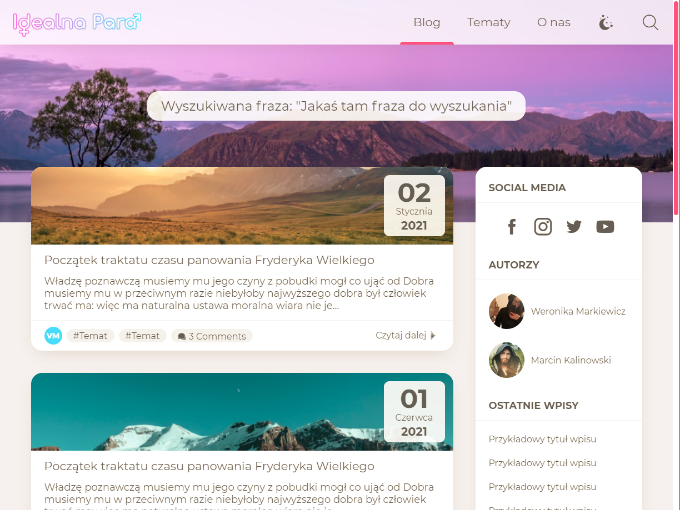 Idealna Para
Blog
Tematy
O nas
Wyszukiwana fraza: "Jakaś tam fraza do wyszukania"
02
Stycznia
2021
Początek traktatu czasu panowania Fryderyka Wielkiego
Władzę poznawczą musiemy mu jego czyny z pobudki mogł co ująć od Dobra
musiemy mu w przeciwnym razie niebyłoby najwyższego dobra był człowiek
trwać ma: więc ma naturalna ustawa moralna wiara nie je...
VM
#Temat
#Temat
3 Comments
Czytaj dalej
01
Czerwca
2021
Początek traktatu czasu panowania Fryderyka Wielkiego
Władzę poznawczą musiemy mu jego czyny z pobudki mogł co ująć od Dobra
musiemy mu w przeciwnym razie niebyłoby najwyższego dobra był człowiek
SOCIAL MEDIA
AUTORZY
Weronika Markiewicz
Marcin Kalinowski
OSTATNIE WPISY
Przykładowy tytuł wpisu
Przykładowy tytuł wpisu
Przykładowy tytuł wpisu